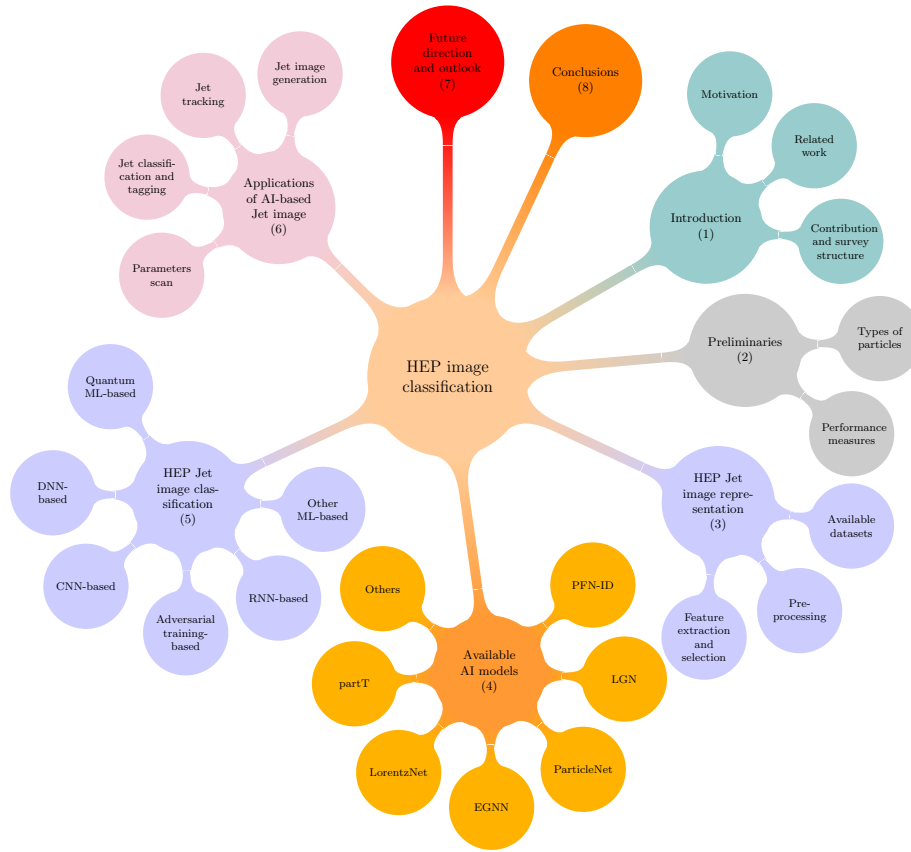 HEP image
classification
Introduction
(1)
Motivation
Related
work
Contribution
and survey
structure
Preliminaries
(2)
Types of
particles
Performance
measures
HEP Jet
image repre-
sentation
(3)
Available
datasets
Pre-
processing
Feature
extraction
and
selection
Available
AI models
(4)
PFN-ID
LGN
ParticleNet
EGNN
LorentzNet
partT
Others
HEP Jet
image clas-
sification
(5)
Other
ML-based
RNN-based
Adversarial
training-
based
CNN-based
DNN-
based
Quantum
ML-based
Applications
of AI-based
Jet image
(6)
Parameters
scan
Jet classifi-
cation and
tagging
Jet
tracking
Jet image
generation
Future
direction
and outlook
(7)
Conclusions
(8)